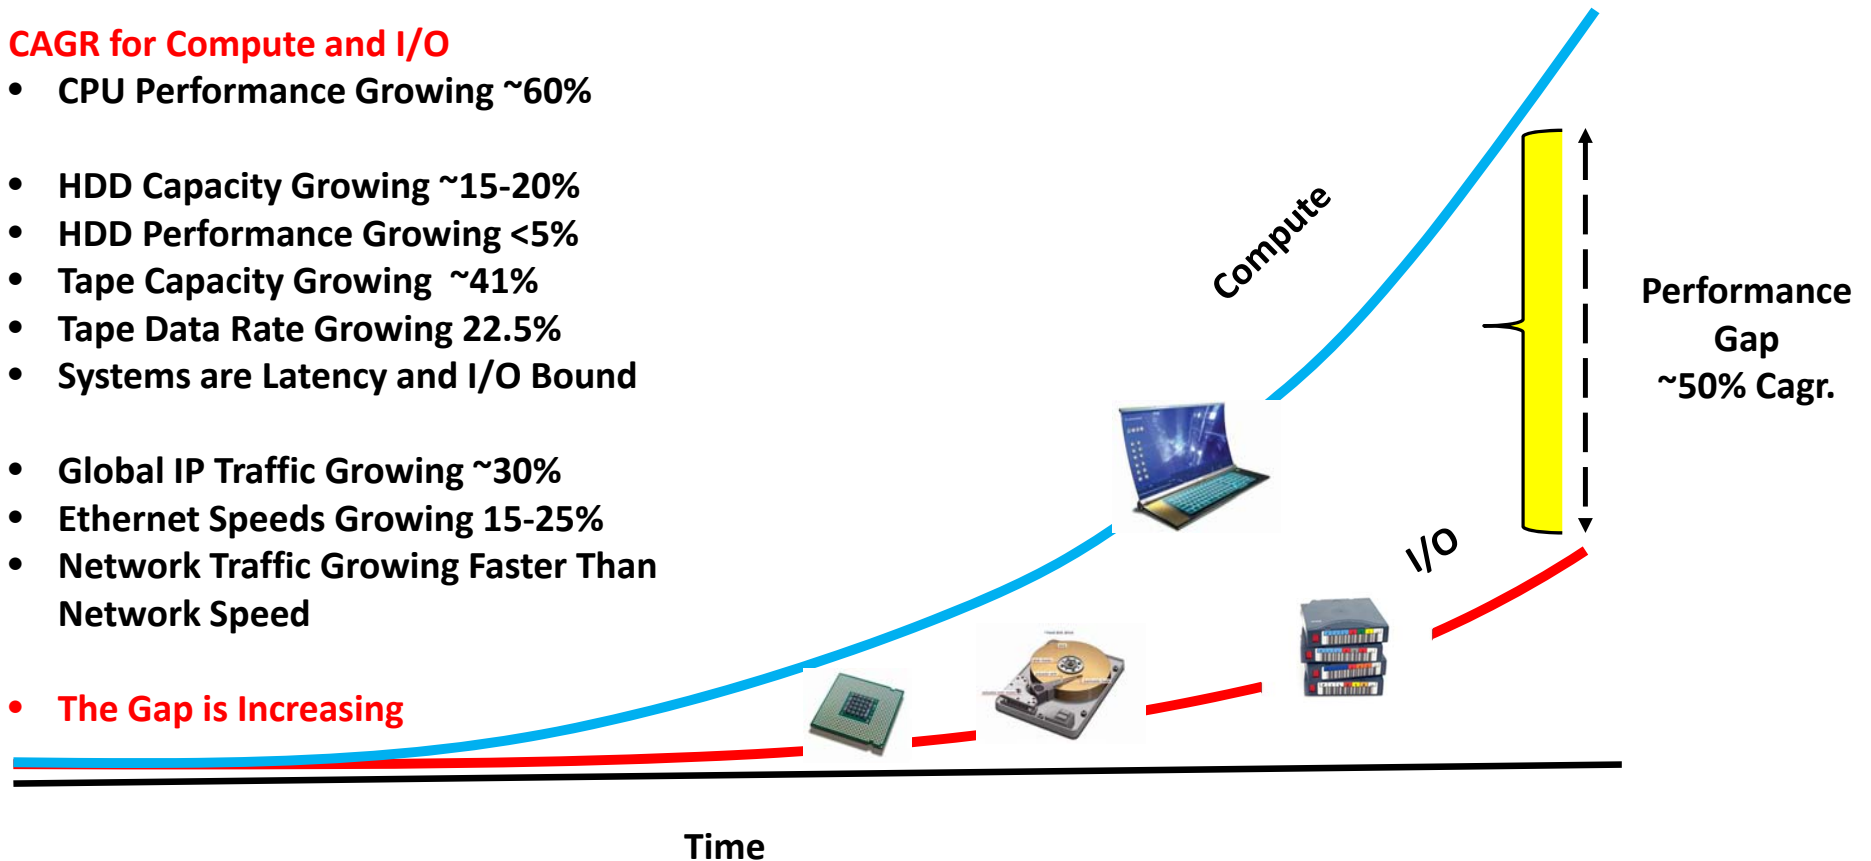 CAGR for Compute and I/O
• CPU Performance Growing ~60%
• HDD Capacity Growing ~15-20%
• HDD Performance Growing <5%
• Tape Capacity Growing ~41%
• Tape Data Rate Growing 22.5%
• Systems are Latency and I/O Bound
• Global IP Traffic Growing ~30%
• Ethernet Speeds Growing 15-25%
• Network Traffic Growing Faster Than
Network Speed
• The Gap is Increasing
Compute
I/O
Performance
Gap
~50% Cagr.
Time